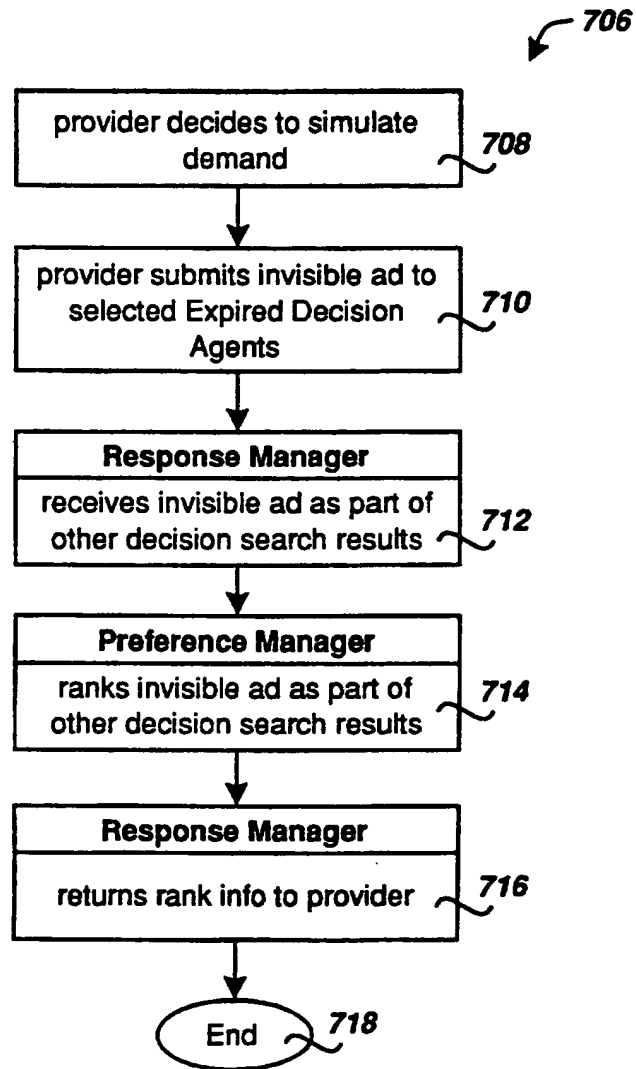 706
provider decides to simulate
demand
708
provider submits invisible ad to
selected Expired Decision
Agents
710
Response Manager
receives invisible ad as part of
other decision search results
712
Preference Manager
ranks invisible ad as part of
other decision search results
714
Response Manager
returns rank info to provider
716
End
718